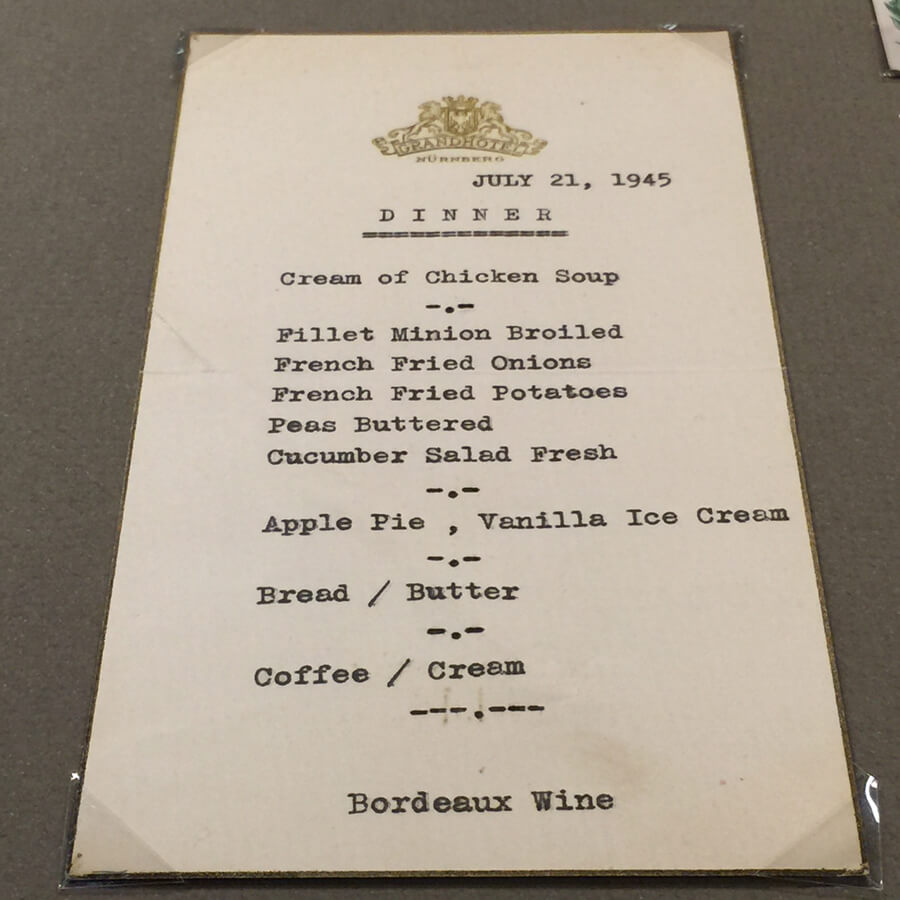 GRANDHOTEL
NÜRNBERG
JULY 21, 1945
DINNER
Cream of Chicken Soup
-.-
Fillet Minion Broiled
French Fried Onions
French Fried Potatoes
Peas Buttered
Cucumber Salad Fresh
-.-
Apple Pie , Vanilla Ice Cream
-.-
Bread / Butter
-.-
Coffee / Cream
---.---
Bordeaux Wine